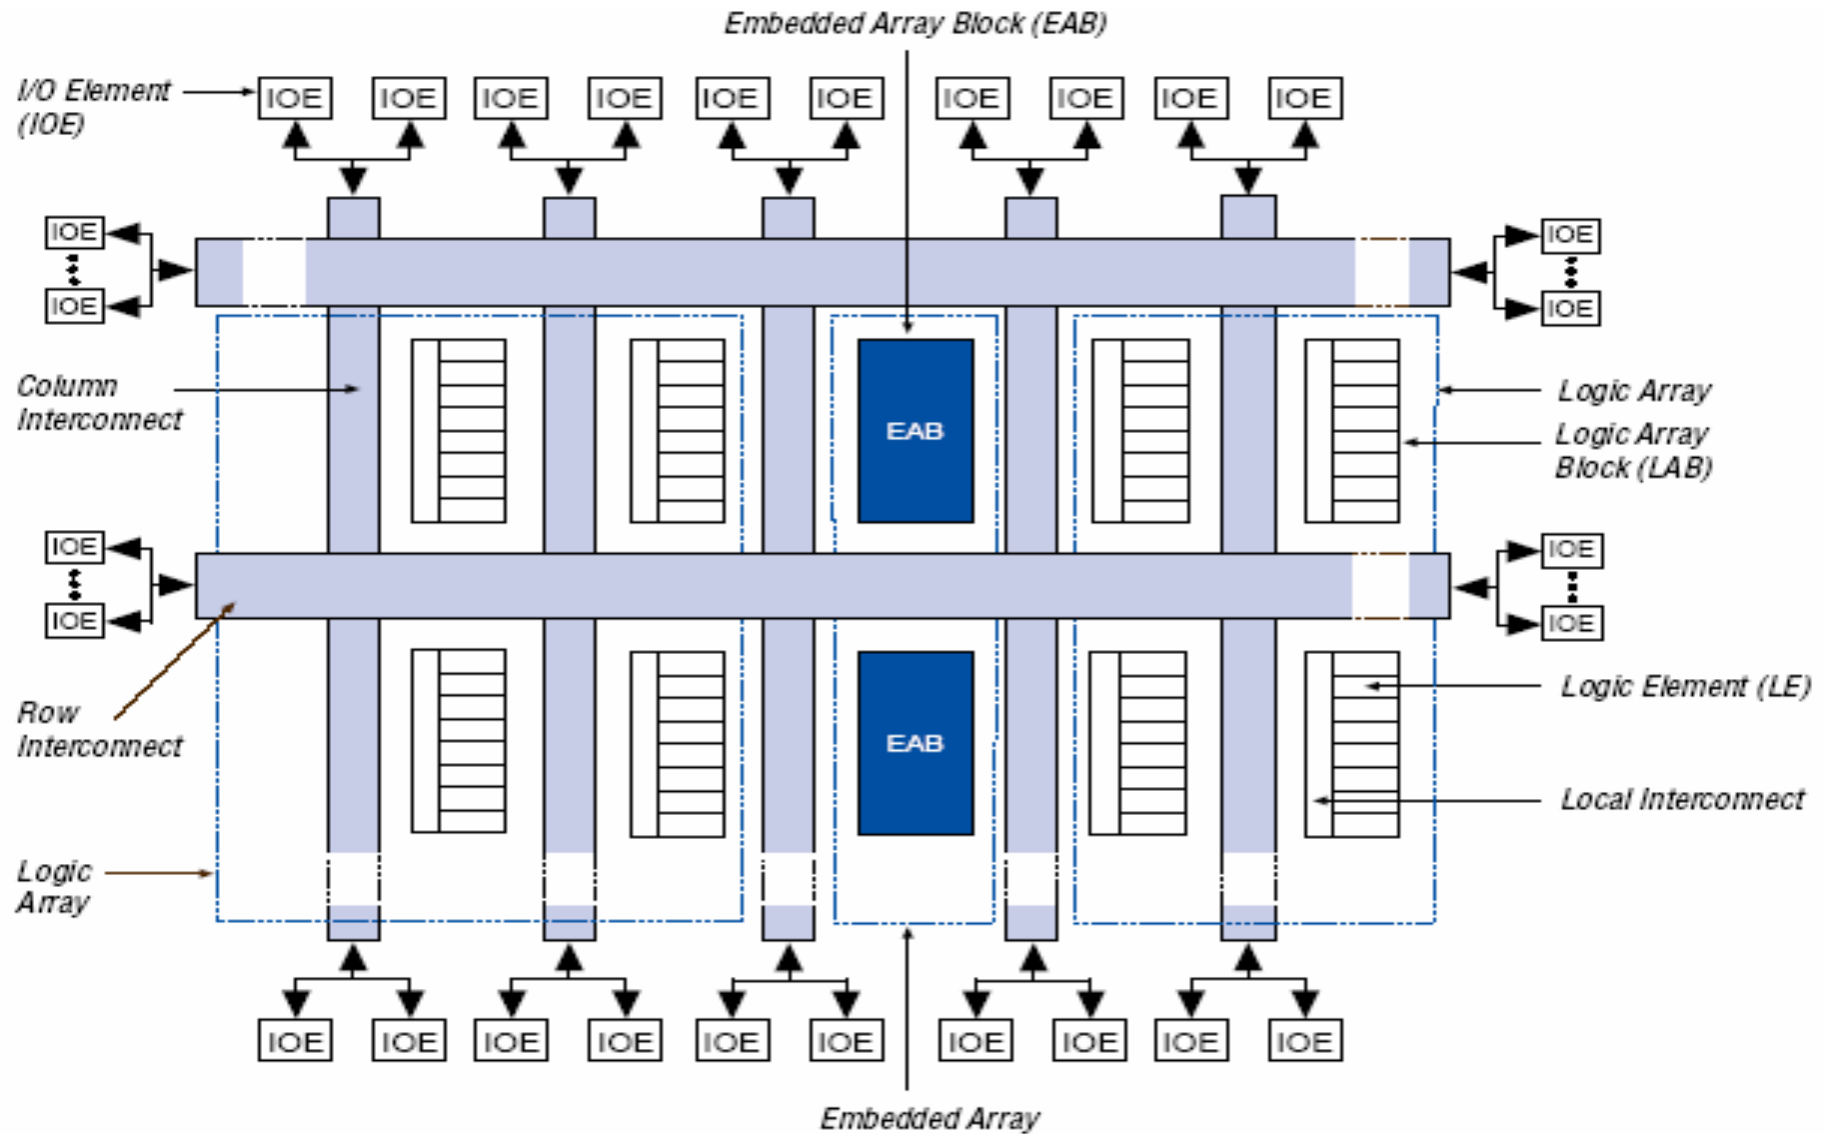 Embedded Array Block (EAB)
I/O Element
(IOE)
IOE IOE IOE IOE IOE IOE IOE IOE IOE IOE
IOE IOE
IOE IOE
Column
Interconnect
EAB
Logic Array
Logic Array
Block (LAB)
IOE IOE
IOE IOE
Row
Interconnect
EAB
Logic Element (LE)
Local Interconnect
Logic
Array
IOE IOE IOE IOE IOE IOE IOE IOE IOE IOE
Embedded Array